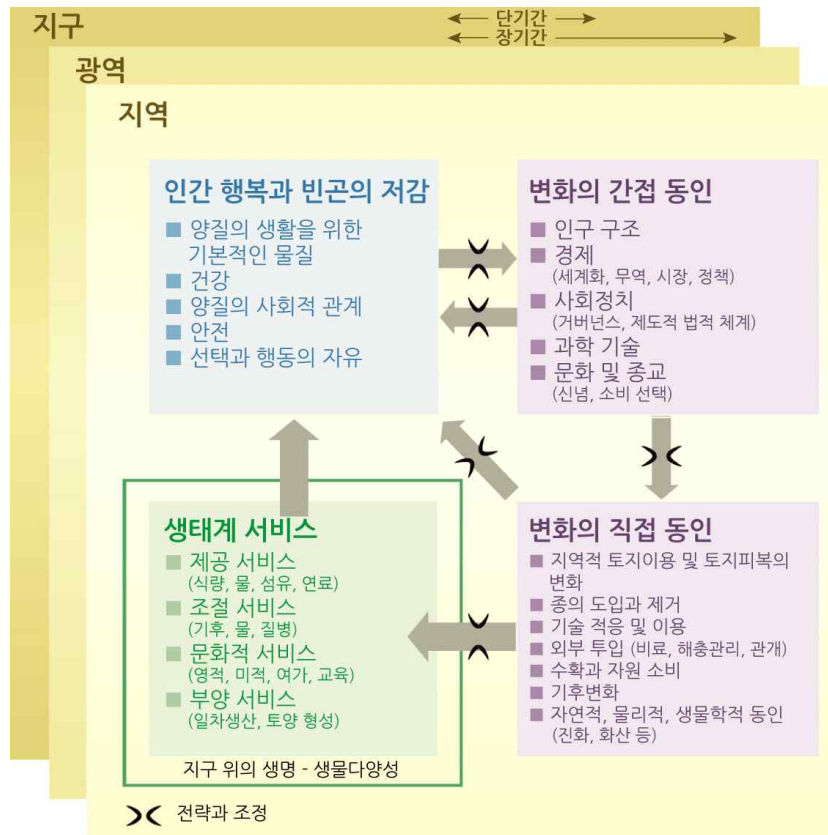 지구
단기간
장기간
광역
지역
인간 행복과 빈곤의 저감
양질의 생활을 위한
기본적인 물질
건강
양질의 사회적 관계
안전
선택과 행동의 자유
변화의 간접 동인
인구 구조
경제
(세계화, 무역, 시장, 정책)
사회정치
(거버넌스, 제도적 법적 체계)
과학 기술
문화 및 종교
(신념, 소비 선택)
생태계 서비스
제공 서비스
(식량, 물, 섬유, 연료)
조절 서비스
(기후, 물, 질병)
문화적 서비스
(영적, 미적, 여가, 교육)
부양 서비스
(일차생산, 토양 형성)
지구 위의 생명 - 생물다양성
변화의 직접 동인
지역적 토지이용 및 토지피복의
변화
종의 도입과 제거
기술 적응 및 이용
외부 투입 (비료, 해충관리, 관개)
수확과 자원 소비
기후변화
자연적, 물리적, 생물학적 동인
(진화, 화산 등)
전략과 조정